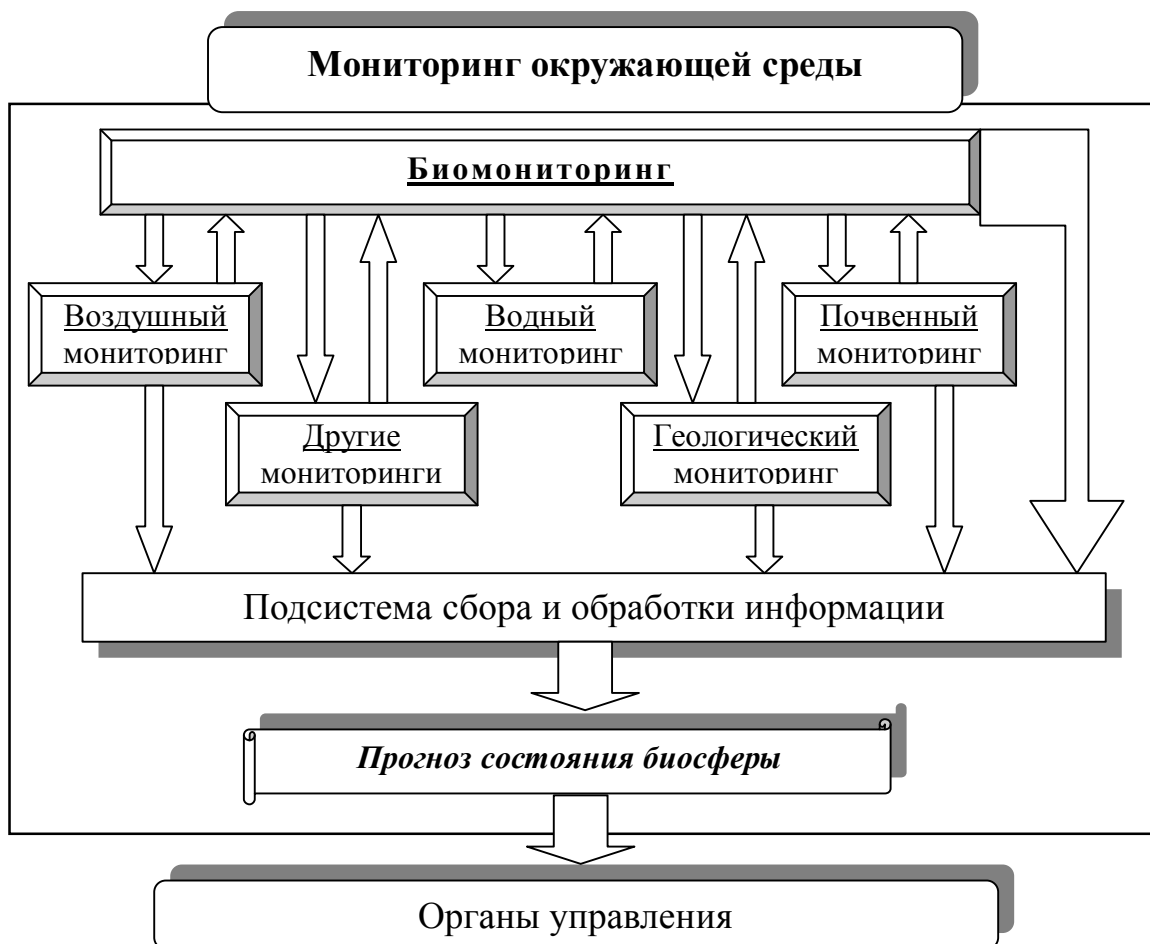 Мониторинг окружающей среды
Биомониторинг
Воздушный
мониторинг
Водный
мониторинг
Почвенный
мониторинг
Другие
мониторинги
Геологический
мониторинг
Подсистема сбора и обработки информации
Прогноз состояния биосферы
Органы управления